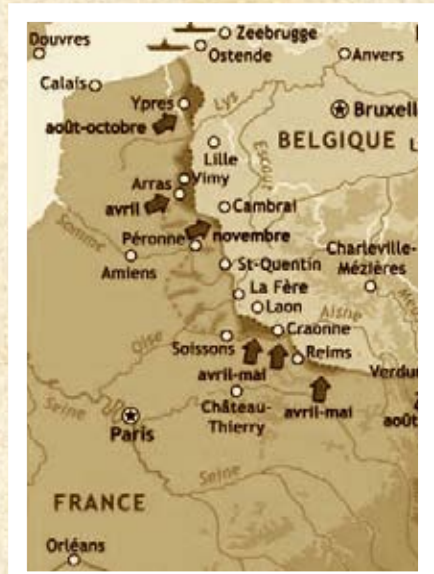 Zeebrugge
Douvres
Ostende
Anvers
Calais
Ypres
Lys
Bruxell
août-octobre
BELGIQUE
L
Lille
Escaut
Vimy
Arras
avril
Cambrai
novembre
Somme
Péronne
Charleville-
Mézières
Amiens
St-Quentin
La Fère
Laon
Aisne
Oise
Craonne
Soissons
Reims
Verdun
avril-mai
avril-mai
août
Seine
Château-
Thierry
Paris
Seine
FRANCE
Orléans